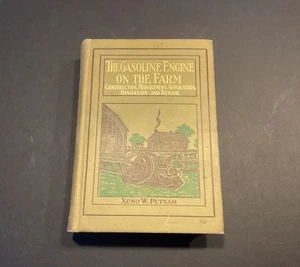 THE GASOLINE ENGINE
ON THE FARM
CONSTRUCTION, MANAGEMENT, APPLICATION,
OPERATION AND REPAIR
XENO W. PUTNAM